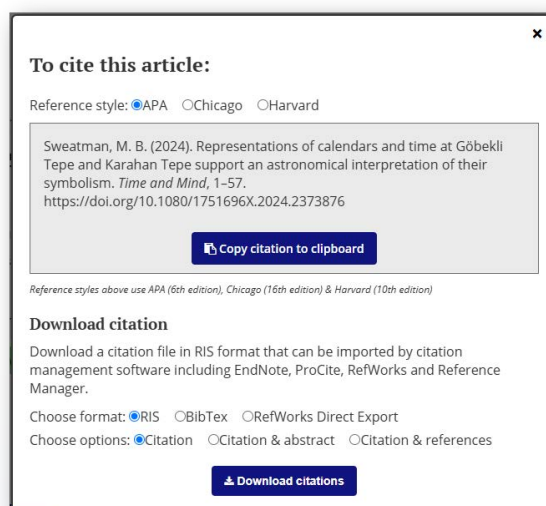 ×
To cite this article:
Reference style: APA Chicago Harvard
Sweatman, M. B. (2024). Representations of calendars and time at Göbekli
Tepe and Karahan Tepe support an astronomical interpretation of their
symbolism. Time and Mind, 1–57.
https://doi.org/10.1080/1751696X.2024.2373876
Copy citation to clipboard
Reference styles above use APA (6th edition), Chicago (16th edition) & Harvard (10th edition)
Download citation
Download a citation file in RIS format that can be imported by citation
management software including EndNote, ProCite, RefWorks and Reference
Manager.
Choose format: RIS BibTex RefWorks Direct Export
Choose options: Citation Citation & abstract Citation & references
Download citations